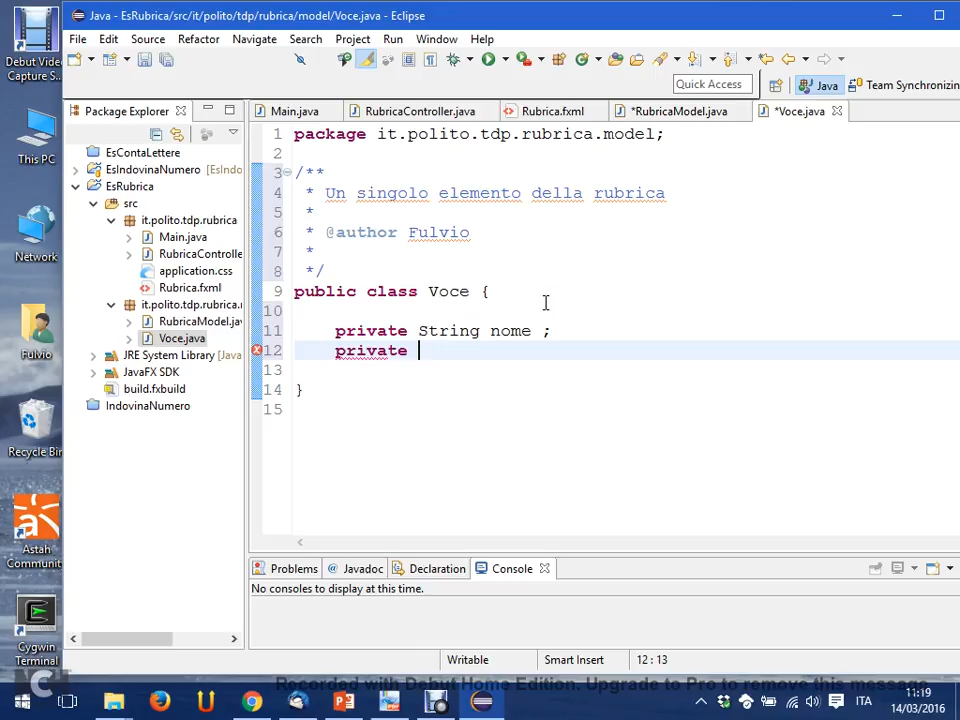 Java - EsRubrica/src/it/polito/tdp/rubrica/model/Voce.java - Eclipse
File Edit Source Refactor Navigate Search Project Run Window Help
Quick Access Java Team Synchronizin
Package Explorer
Main.java RubricaController.java Rubrica.fxml *RubricaModel.java *Voce.java
EsContaLettere
EsIndovinaNumero [EsIndo
EsRubrica
src
it.polito.tdp.rubrica
Main.java
RubricaControlle
application.css
Rubrica.fxml
it.polito.tdp.rubrica.
RubricaModel.jav
Voce.java
JRE System Library [Java
JavaFX SDK
build.fxbuild
IndovinaNumero
1 package it.polito.tdp.rubrica.model;
2
3 /**
4 * Un singolo elemento della rubrica
5 *
6 * @author Fulvio
7 *
8 */
9 public class Voce {
10
11 private String nome ;
12 private
13
14 }
15
Problems Javadoc Declaration Console
No consoles to display at this time.
Writable Smart Insert 12 : 13
Debut Video
Capture S...
This PC
Network
Fulvio
Recycle Bin
Astah
Communit
Cygwin
Terminal
Recorded with Debut Home Edition. Upgrade to Pro to remove this message
ITA
11:19
14/03/2016